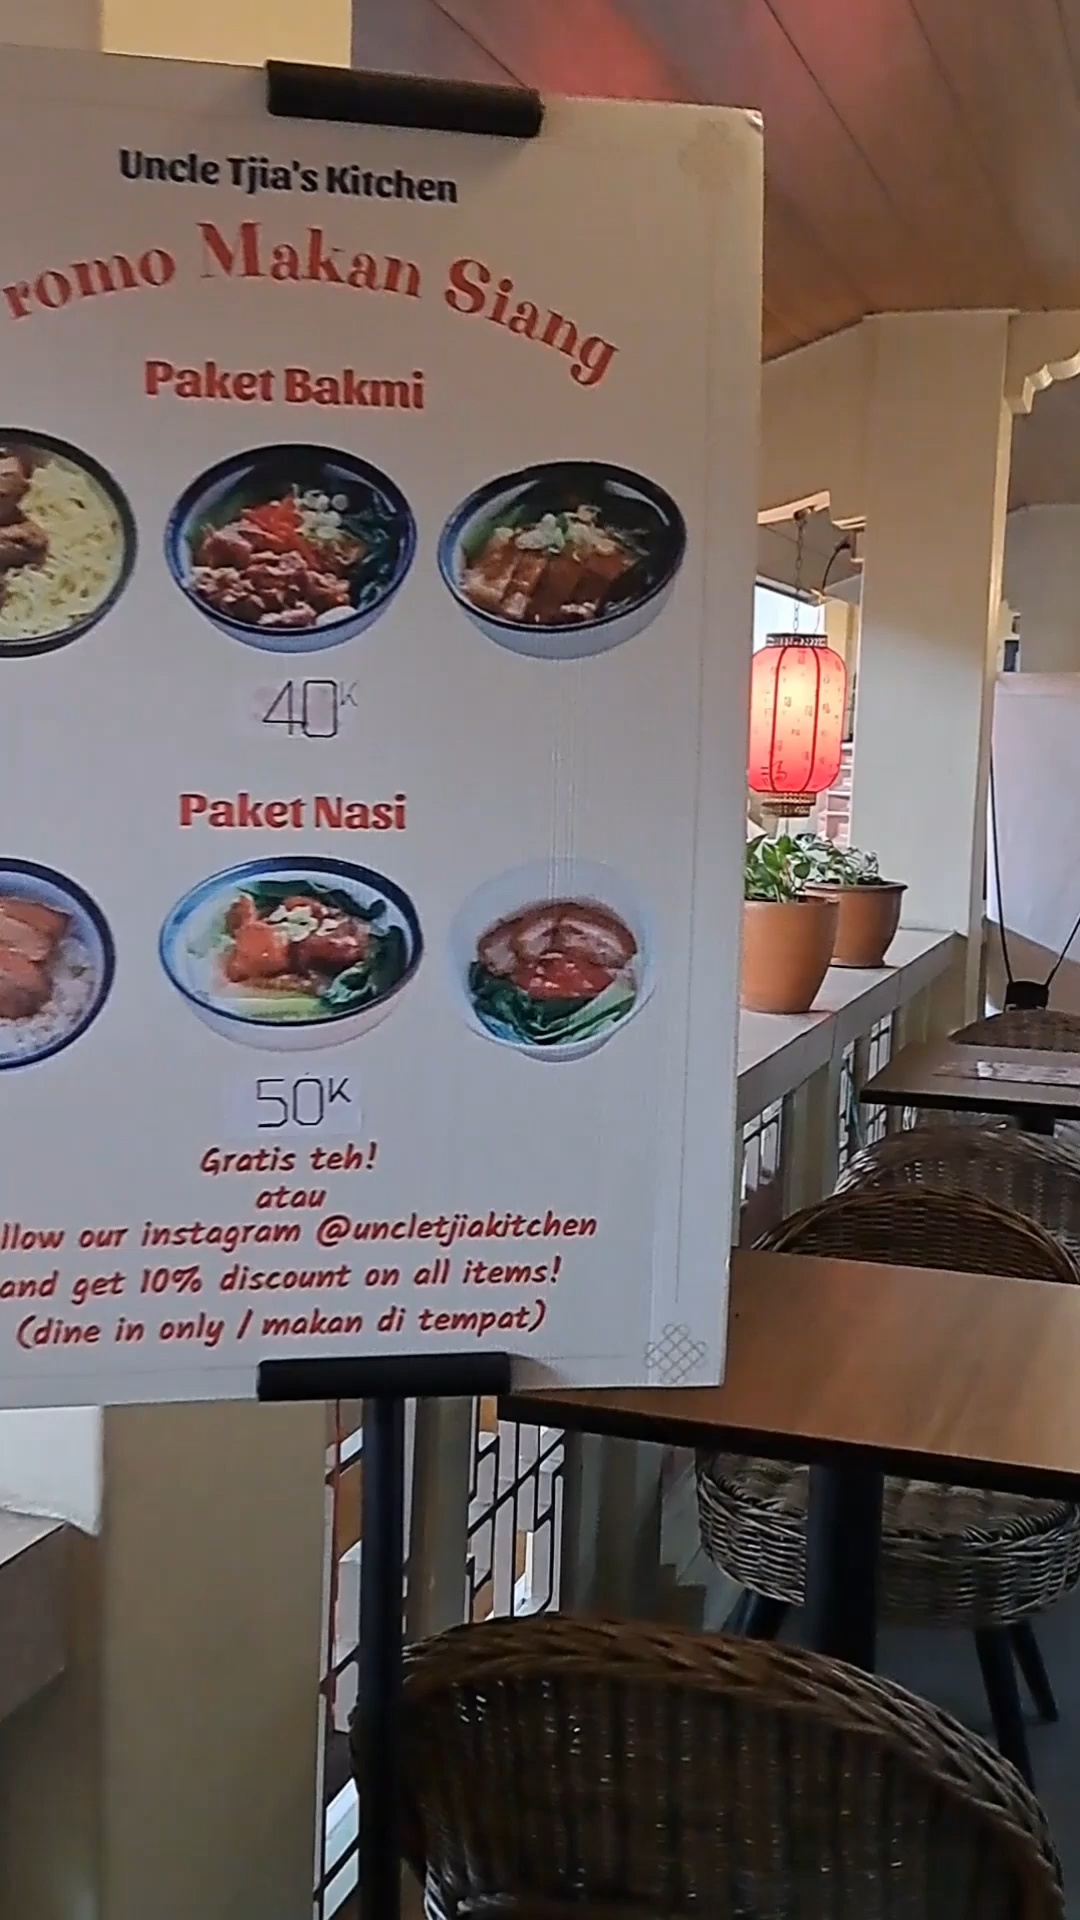 Uncle Tjia's Kitchen
romo Makan Siang
Paket Bakmi
40K
Paket Nasi
50K
Gratis teh!
atau
llow our instagram @uncletjiakitchen
and get 10% discount on all items!
(dine in only / makan di tempat)